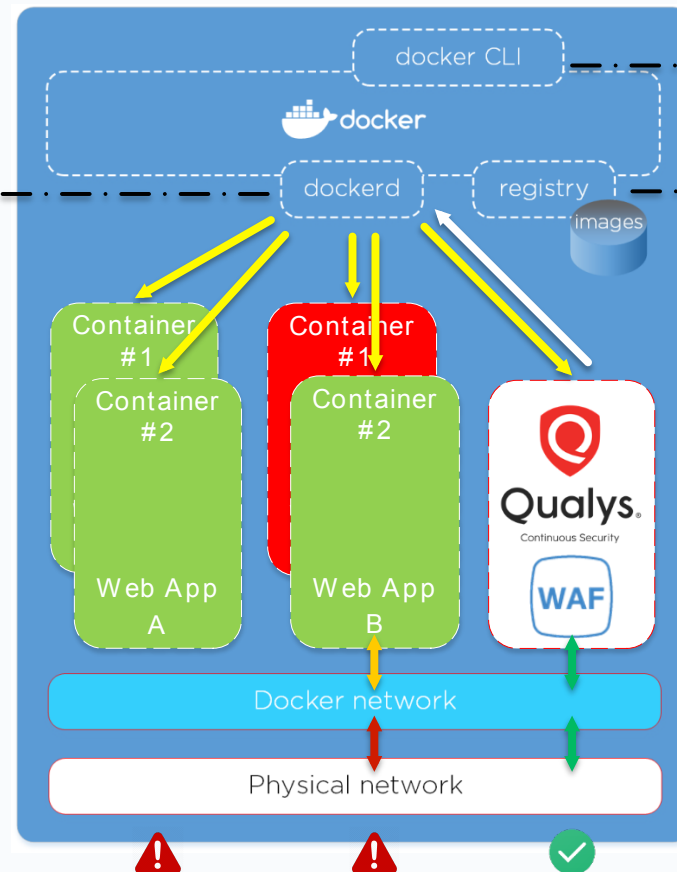 docker CLI
docker
dockerd
registry
images
Container
#1
Container
#2
Web App
A
Container
#1
Container
#2
Web App
B
Qualys.
Continuous Security
WAF
Docker network
Physical network